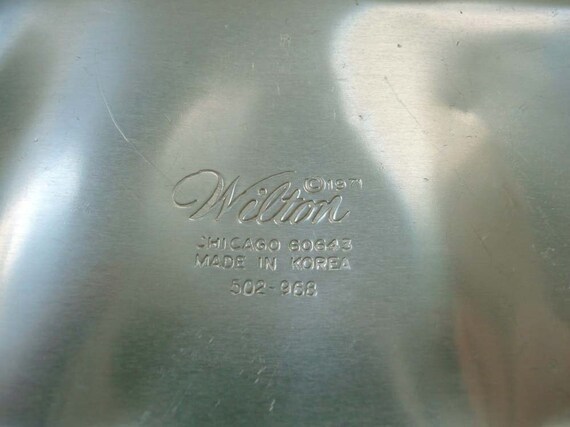 ©1971
Wilton
CHICAGO 60643
MADE IN KOREA
502-968